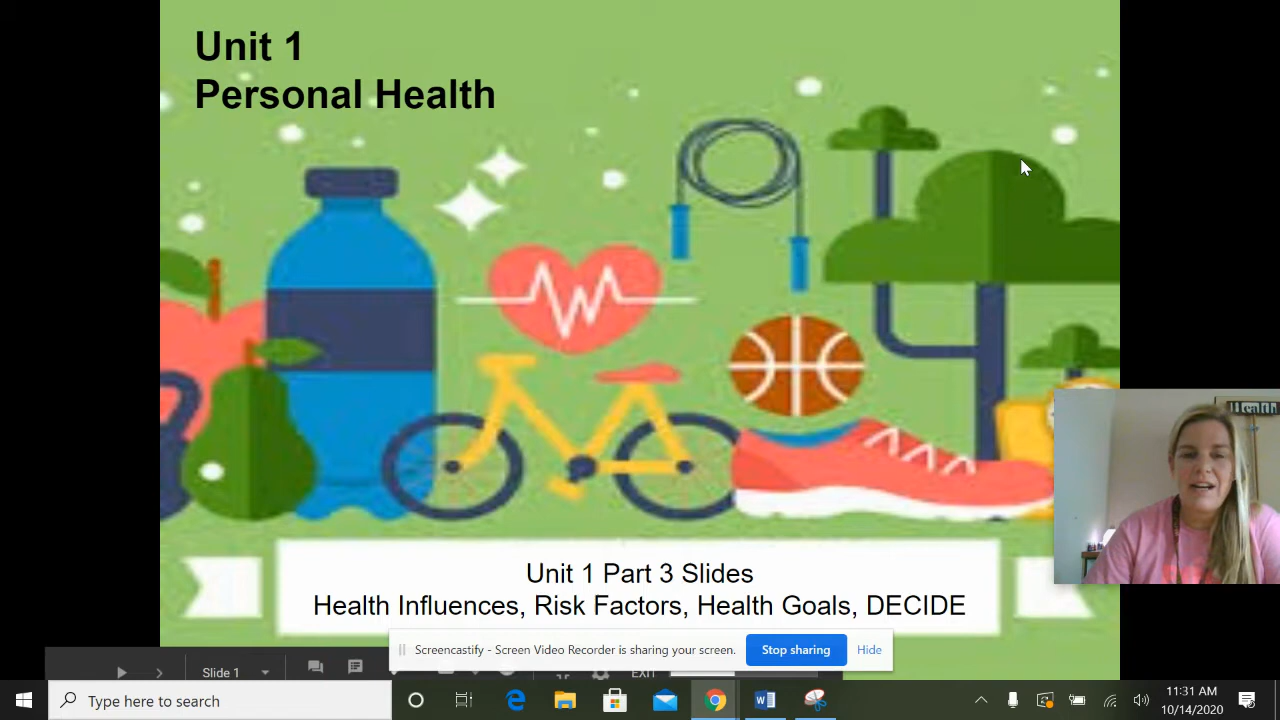 Unit 1
Personal Health
Health
Unit 1 Part 3 Slides
Health Influences, Risk Factors, Health Goals, DECIDE
Screencastify - Screen Video Recorder is sharing your screen.
Stop sharing
Hide
Slide 1
EXIT
Type here to search
11:31 AM
10/14/2020